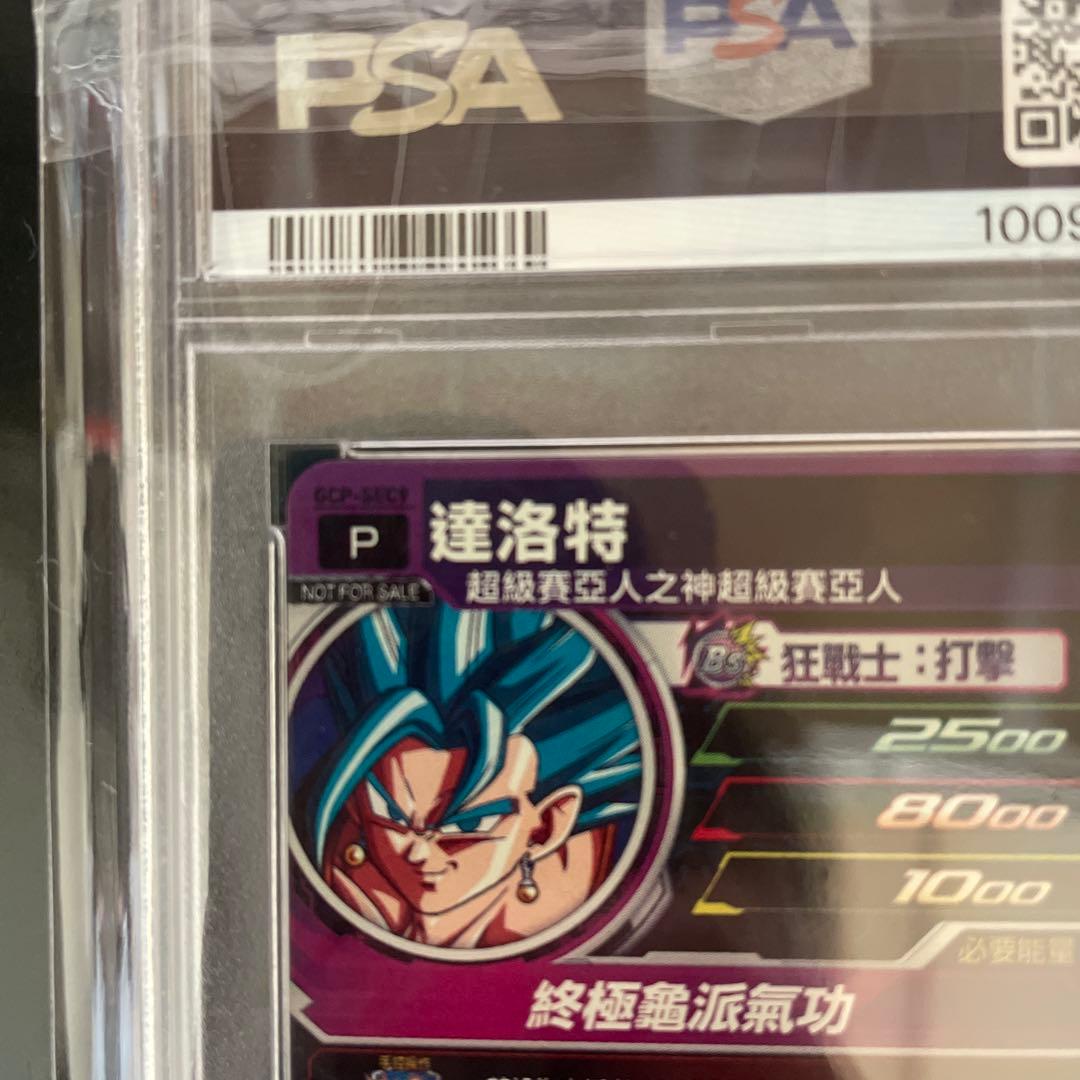 PSA
PSA
1009
GCP-SEC9
P
達洛特
NOT FOR SALE
超級賽亞人之神超級賽亞人
BS
狂戰士：打擊
2500
8000
1000
必要能量
終極龜派氣功